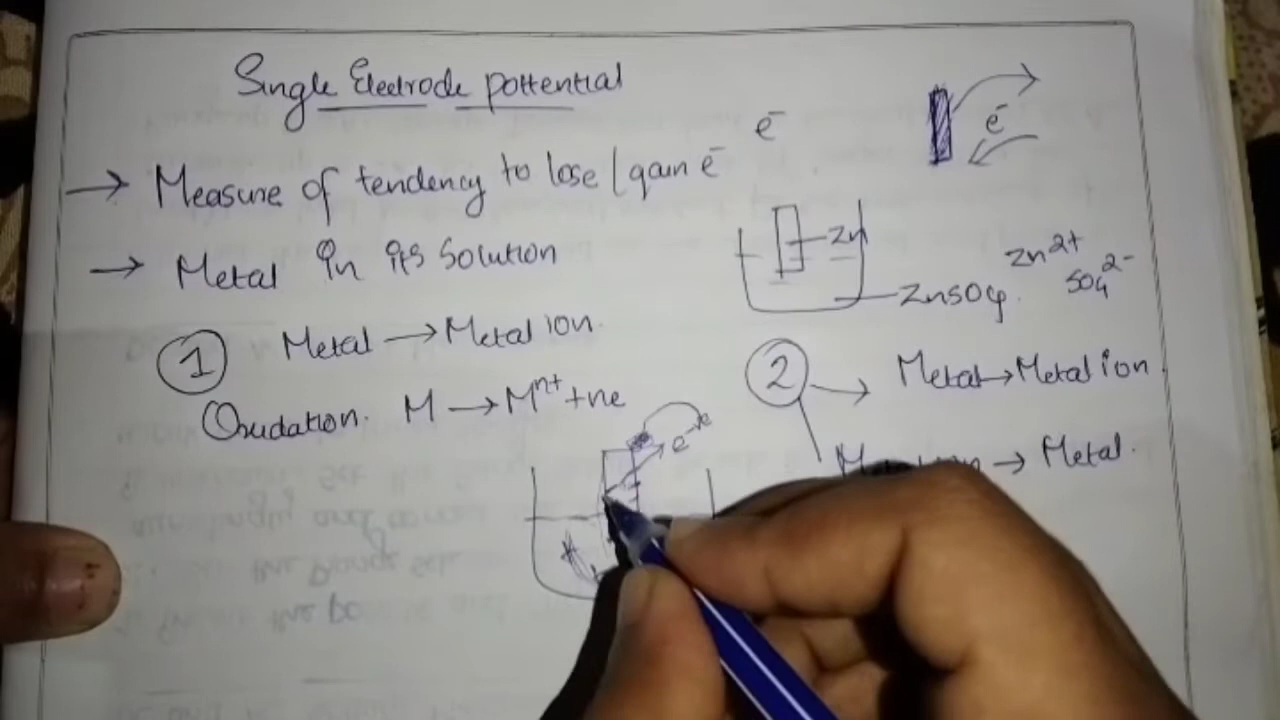 Single Electrode pottential
e⁻
e⁻
→ Measure of tendency to lose / gain e⁻
→ Metal in its solution
Zn
ZnSO4.
Zn²⁺
SO4²⁻
① Metal → Metal ion.
Oxidation. M → Mⁿ⁺ + ne
② → Metal → Metal ion
→ Metal.
e⁻